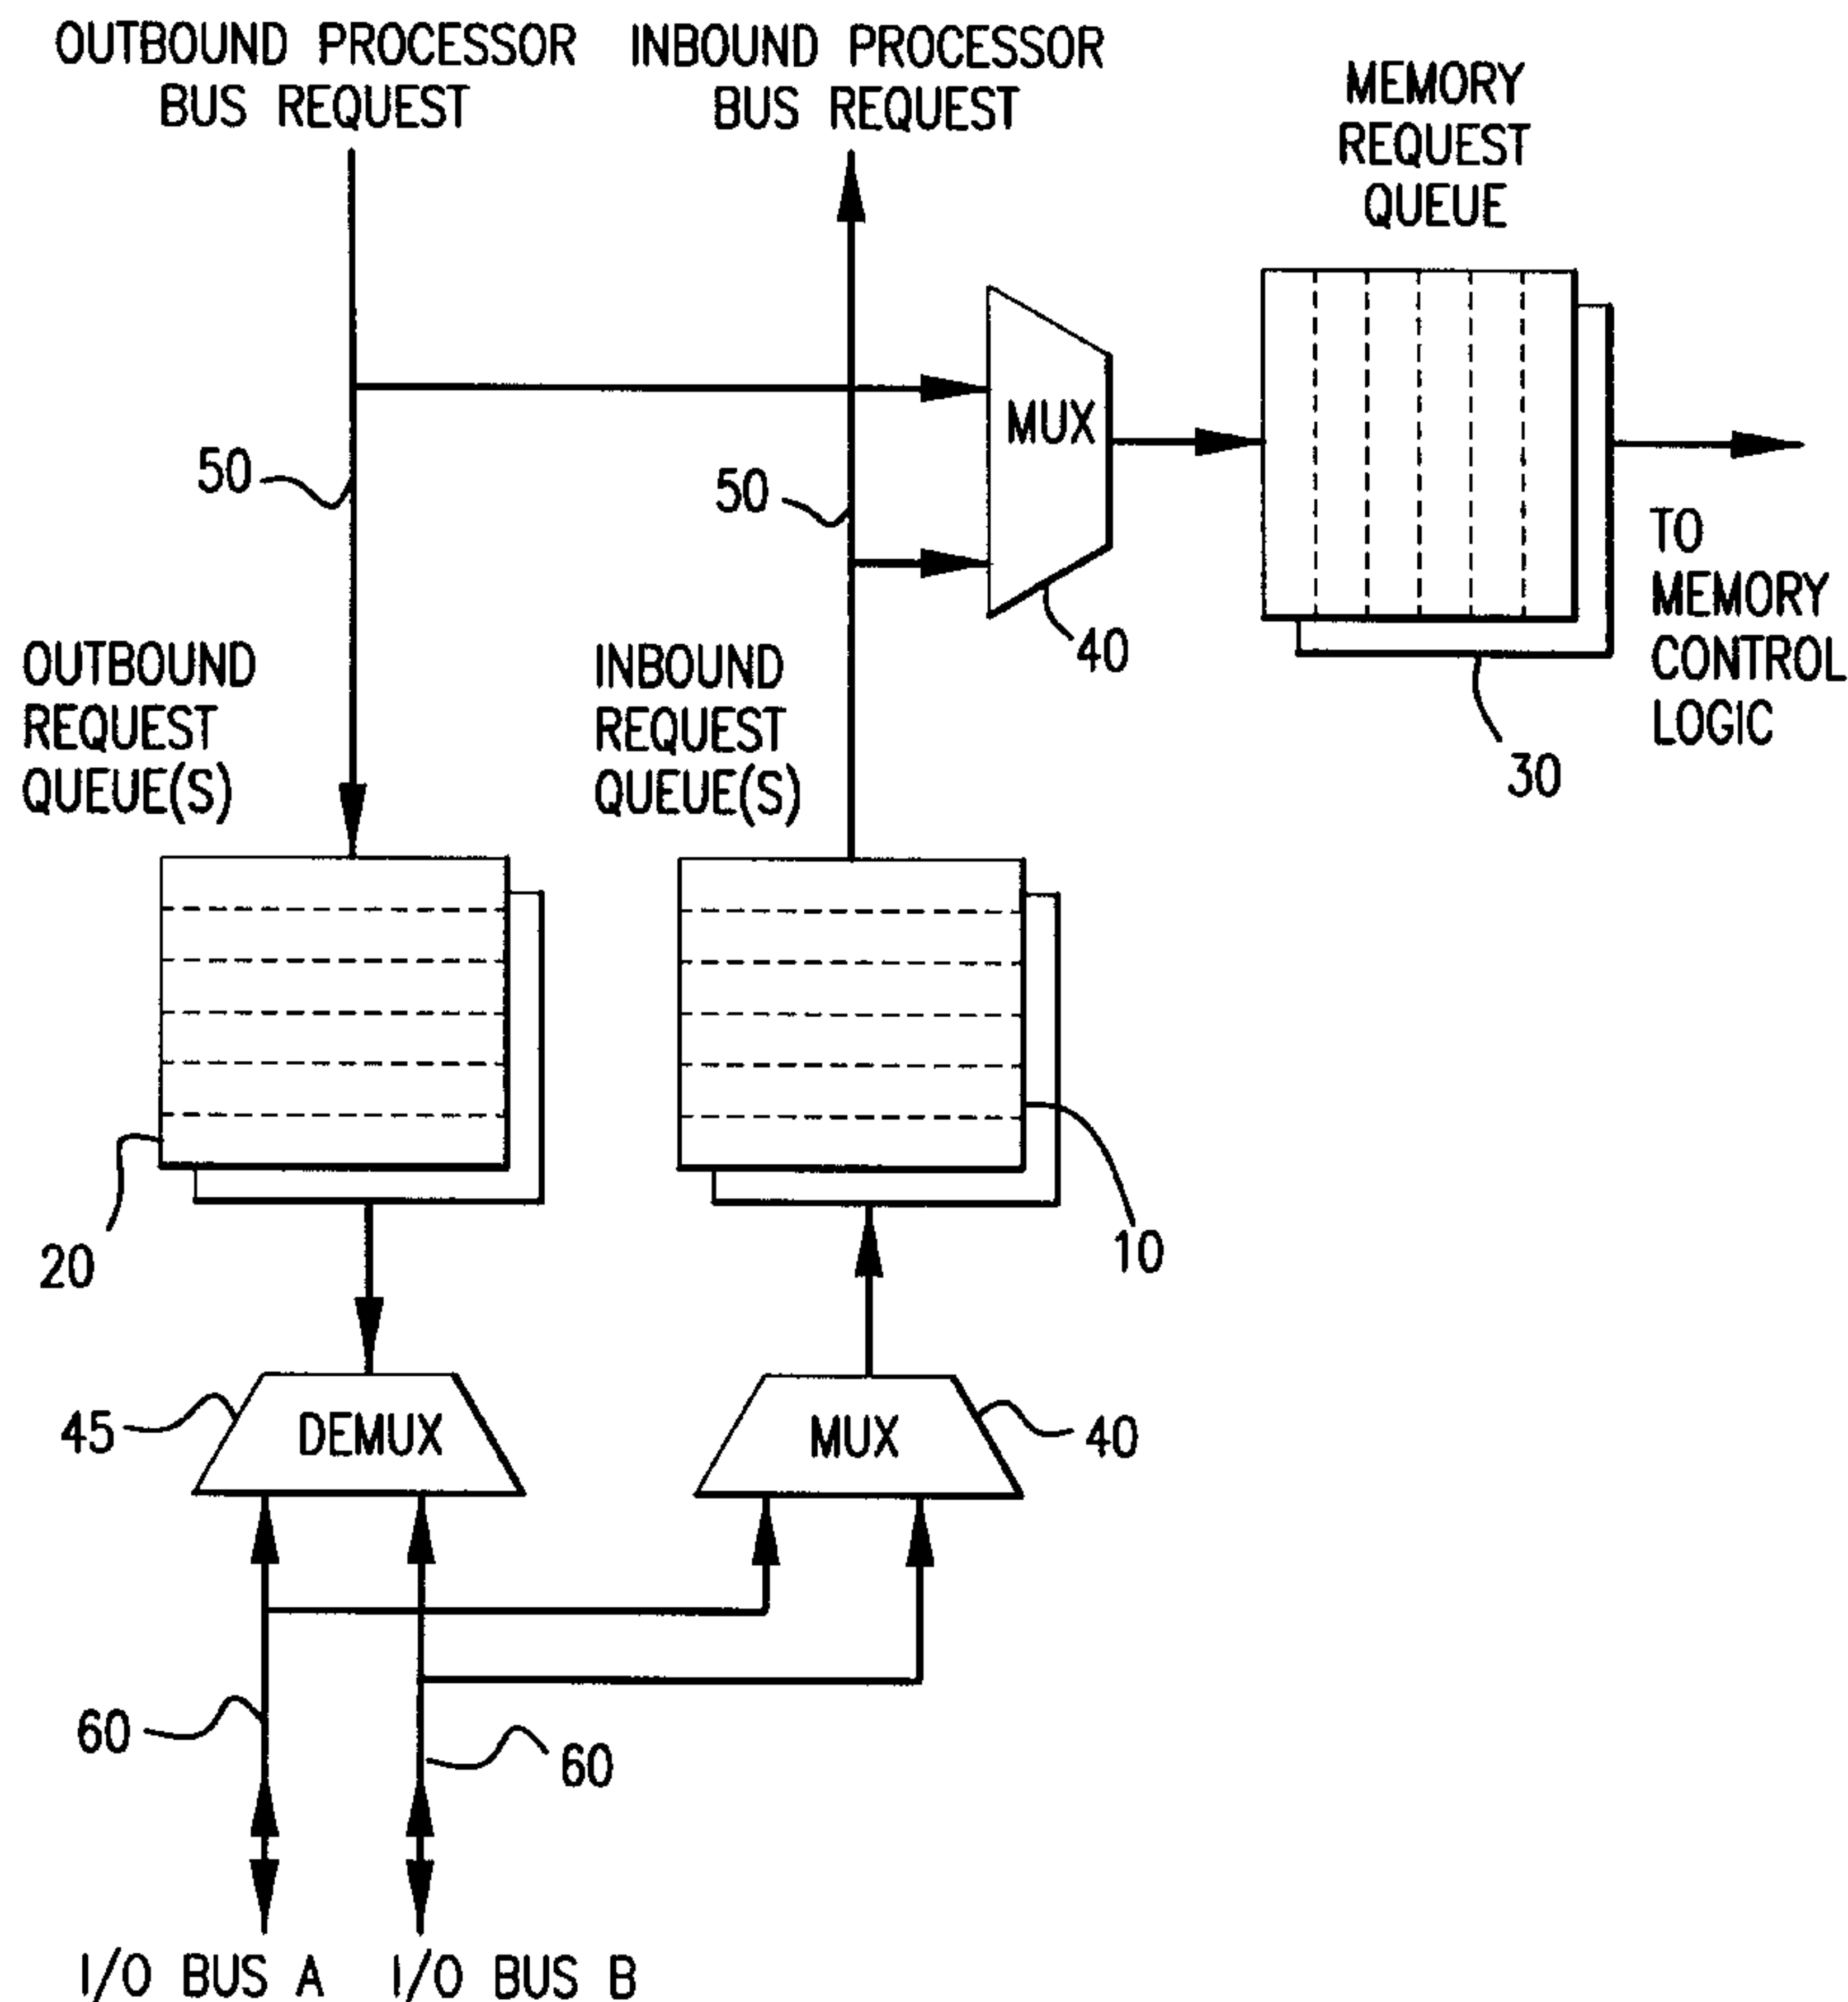 OUTBOUND PROCESSOR
BUS REQUEST
INBOUND PROCESSOR
BUS REQUEST
MEMORY
REQUEST
QUEUE
MUX
50
50
40
TO
MEMORY
CONTROL
LOGIC
30
OUTBOUND
REQUEST
QUEUE(S)
INBOUND
REQUEST
QUEUE(S)
20
10
45
DEMUX
MUX
40
60
60
I/O BUS A
I/O BUS B